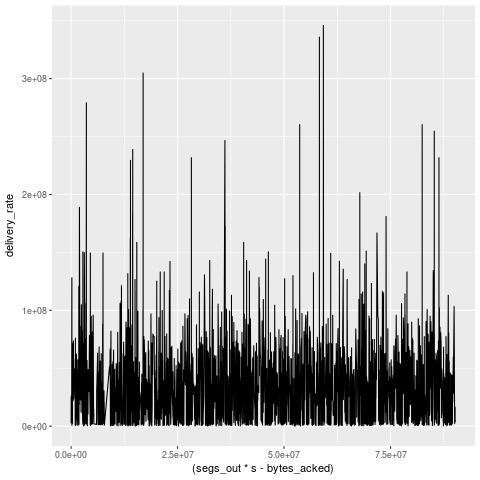 3e+08
2e+08
1e+08
0e+00
delivery_rate
0.0e+00 2.5e+07 5.0e+07 7.5e+07
(segs_out * s - bytes_acked)